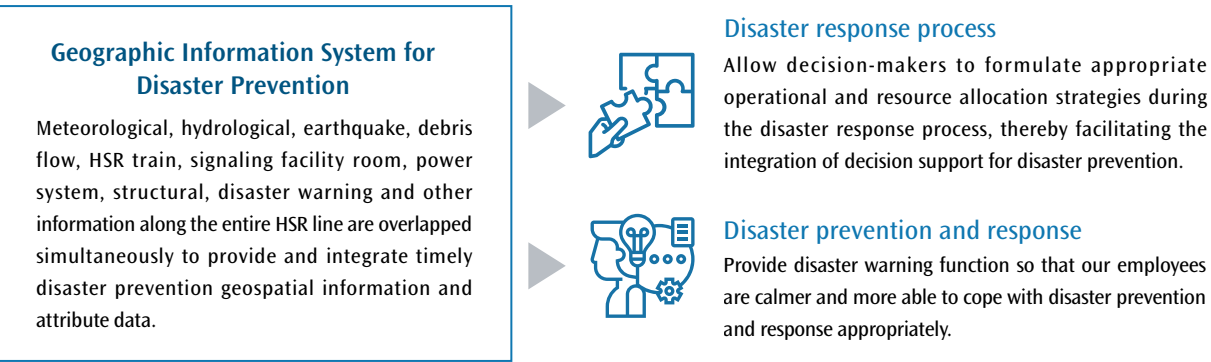 Geographic Information System for
Disaster Prevention
Meteorological, hydrological, earthquake, debris
flow, HSR train, signaling facility room, power
system, structural, disaster warning and other
information along the entire HSR line are overlapped
simultaneously to provide and integrate timely
disaster prevention geospatial information and
attribute data.
Disaster response process
Allow decision-makers to formulate appropriate
operational and resource allocation strategies during
the disaster response process, thereby facilitating the
integration of decision support for disaster prevention.
Disaster prevention and response
Provide disaster warning function so that our employees
are calmer and more able to cope with disaster prevention
and response appropriately.